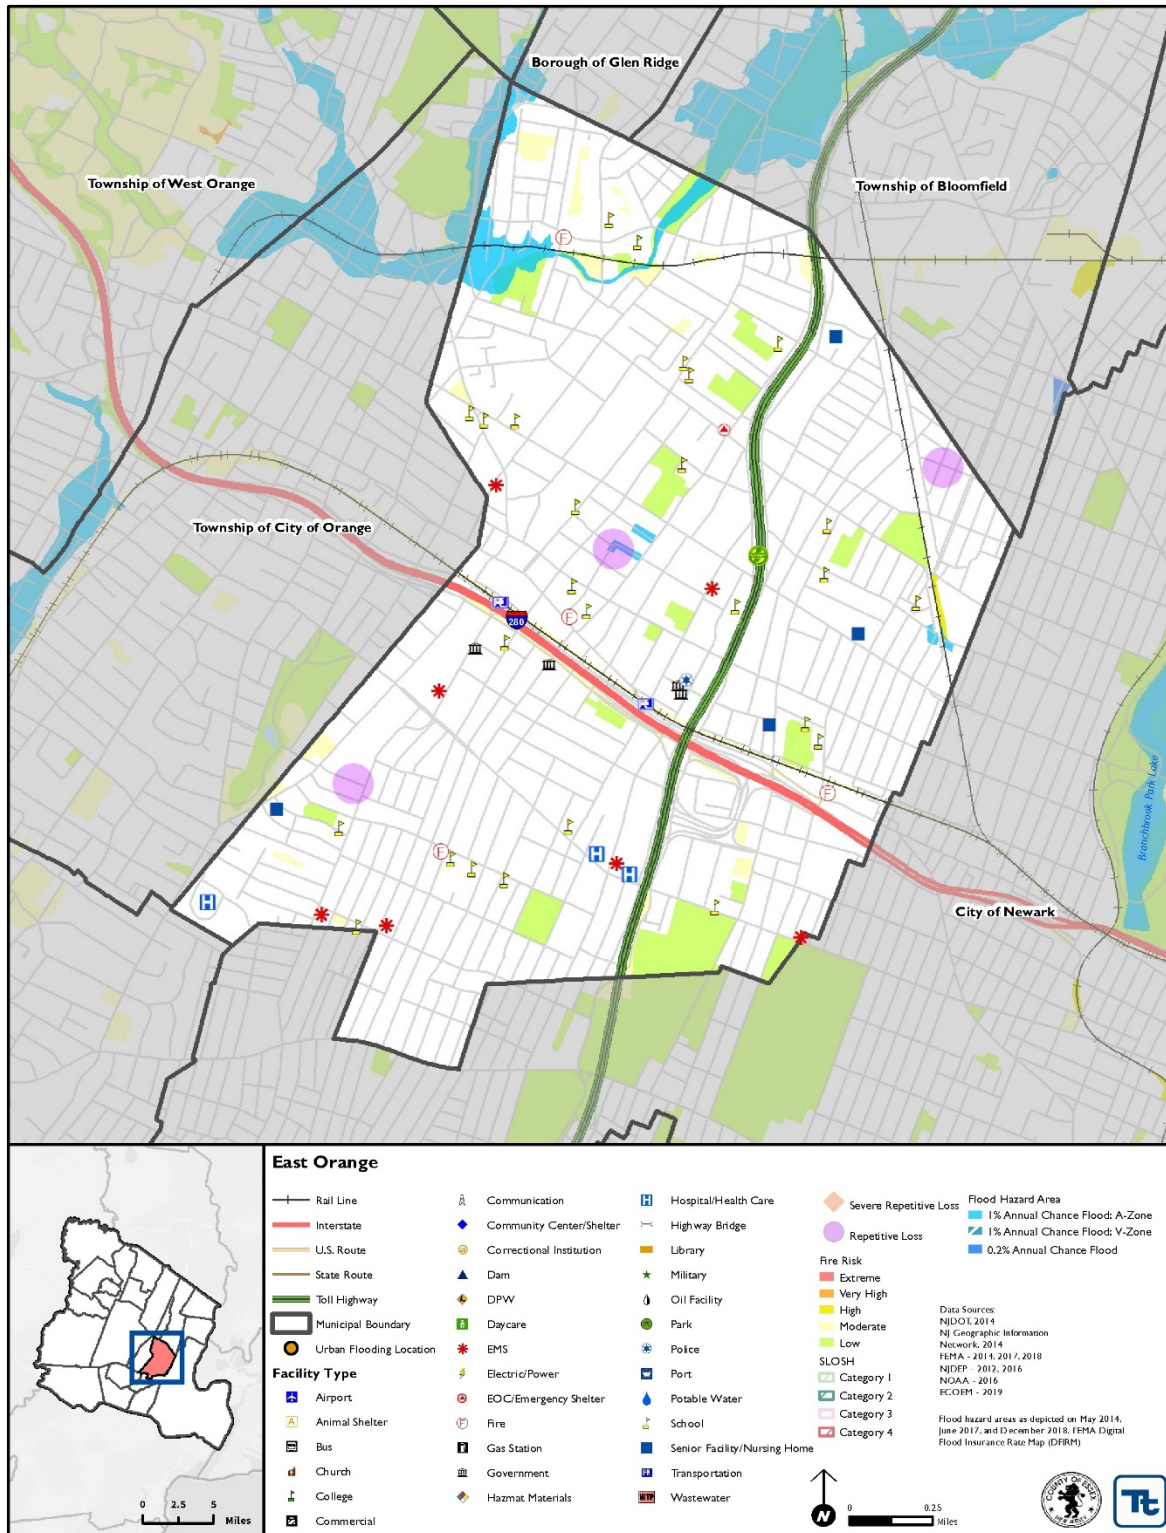 Borough of Glen Ridge
Township of West Orange
Township of Bloomfield
Township of City of Orange
280
Branchbrook Park Lake
City of Newark
East Orange
Rail Line
Interstate
U.S. Route
State Route
Toll Highway
Municipal Boundary
Urban Flooding Location
Facility Type
Airport
Animal Shelter
Bus
Church
College
Commercial
Communication
Community Center/Shelter
Correctional Institution
Dam
DPW
Daycare
EMS
Electric/Power
EOC/Emergency Shelter
Fire
Gas Station
Government
Hazmat Materials
Hospital/Health Care
Highway Bridge
Library
Military
Oil Facility
Park
Police
Port
Potable Water
School
Senior Facility/Nursing Home
Transportation
Wastewater
Severe Repetitive Loss
Repetitive Loss
Fire Risk
Extreme
Very High
High
Moderate
Low
SLOSH
Category 1
Category 2
Category 3
Category 4
Flood Hazard Area
1% Annual Chance Flood: A-Zone
1% Annual Chance Flood: V-Zone
0.2% Annual Chance Flood
Data Sources:
NJDOT, 2014
NJ Geographic Information
Network, 2014
FEMA - 2014, 2017, 2018
NJDEP - 2012, 2016
NOAA - 2016
ECOEM - 2019
Flood hazard areas as depicted on May 2014,
June 2017, and December 2018, FEMA Digital
Flood Insurance Rate Map (DFIRM)
0 2.5 5
Miles
N
0 0.25
Miles
COUNTY OF ESSEX
NEW JERSEY
Tt